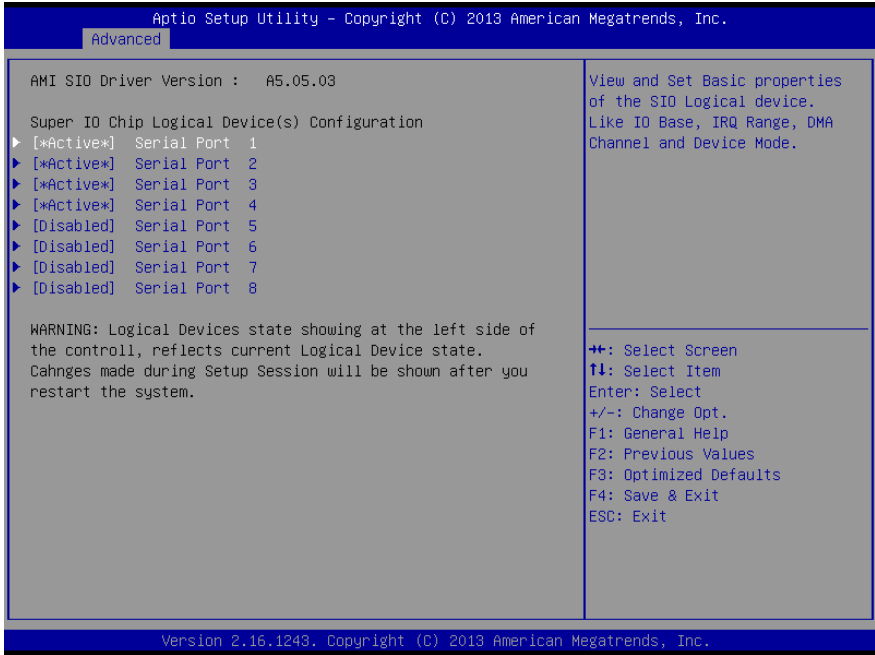 Aptio Setup Utility – Copyright (C) 2013 American Megatrends, Inc.
Advanced
AMI SIO Driver Version : A5.05.03
Super IO Chip Logical Device(s) Configuration
[*Active*] Serial Port 1
[*Active*] Serial Port 2
[*Active*] Serial Port 3
[*Active*] Serial Port 4
[Disabled] Serial Port 5
[Disabled] Serial Port 6
[Disabled] Serial Port 7
[Disabled] Serial Port 8
WARNING: Logical Devices state showing at the left side of
the controll, reflects current Logical Device state.
Cahnges made during Setup Session will be shown after you
restart the system.
View and Set Basic properties
of the SIO Logical device.
Like IO Base, IRQ Range, DMA
Channel and Device Mode.
→←: Select Screen
↑↓: Select Item
Enter: Select
+/-: Change Opt.
F1: General Help
F2: Previous Values
F3: Optimized Defaults
F4: Save & Exit
ESC: Exit
Version 2.16.1243. Copyright (C) 2013 American Megatrends, Inc.